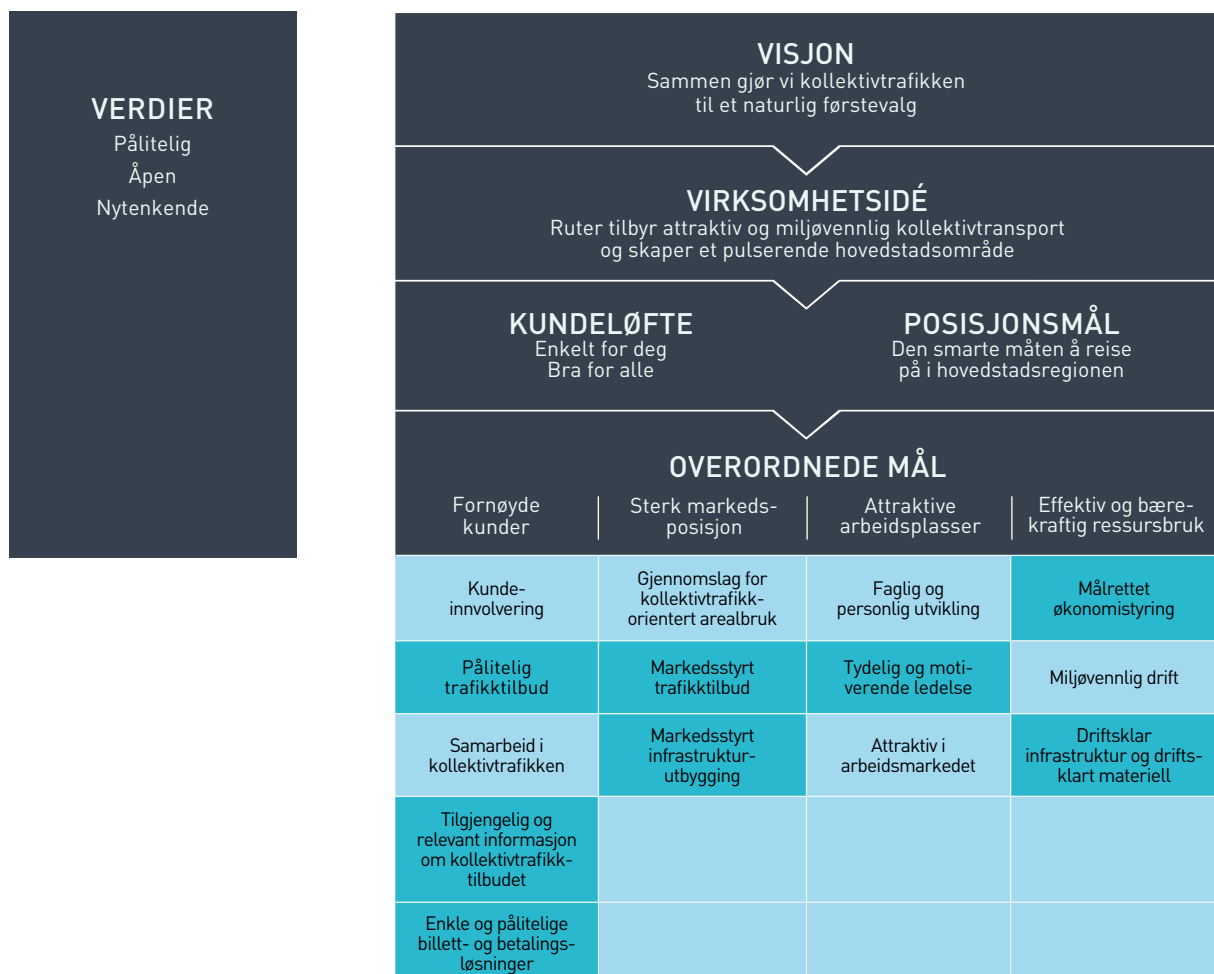 VERDIER
Pålitelig
Åpen
Nytenkende
VISJON
Sammen gjør vi kollektivtrafikken
til et naturlig førstevalg
VIRKSOMHETSIDÉ
Ruter tilbyr attraktiv og miljøvennlig kollektivtransport
og skaper et pulserende hovedstadsområde
KUNDELØFTE
Enkelt for deg
Bra for alle
POSISJONSMÅL
Den smarte måten å reise
på i hovedstadsregionen
OVERORDNEDE MÅL
Fornøyde
kunder
Sterk markeds-
posisjon
Attraktive
arbeidsplasser
Effektiv og bære-
kraftig ressursbruk
Kunde-
innvolvering
Gjennomslag for
kollektivtrafikk-
orientert arealbruk
Faglig og
personlig utvikling
Målrettet
økonomistyring
Pålitelig
trafikktilbud
Markedsstyrt
trafikktilbud
Tydelig og moti-
verende ledelse
Miljøvennlig drift
Samarbeid i
kollektivtrafikken
Markedsstyrt
infrastruktur-
utbygging
Attraktiv i
arbeidsmarkedet
Driftsklar
infrastruktur og drifts-
klart materiell
Tilgjengelig og
relevant informasjon
om kollektivtrafikk-
tilbudet
Enkle og pålitelige
billett- og betalings-
løsninger